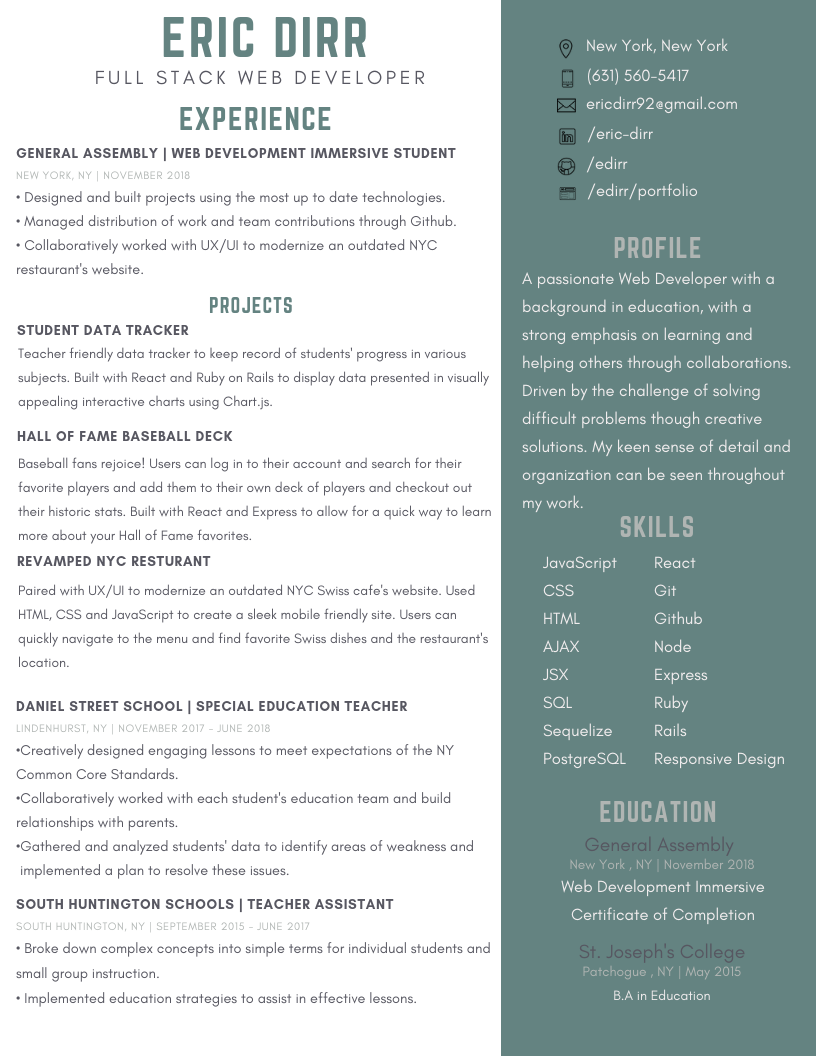 ERIC DIRR
FULL STACK WEB DEVELOPER
EXPERIENCE
GENERAL ASSEMBLY | WEB DEVELOPMENT IMMERSIVE STUDENT
NEW YORK, NY | NOVEMBER 2018
• Designed and built projects using the most up to date technologies.
• Managed distribution of work and team contributions through Github.
• Collaboratively worked with UX/UI to modernize an outdated NYC
restaurant's website.
PROJECTS
STUDENT DATA TRACKER
Teacher friendly data tracker to keep record of students' progress in various
subjects. Built with React and Ruby on Rails to display data presented in visually
appealing interactive charts using Chart.js.
HALL OF FAME BASEBALL DECK
Baseball fans rejoice! Users can log in to their account and search for their
favorite players and add them to their own deck of players and checkout out
their historic stats. Built with React and Express to allow for a quick way to learn
more about your Hall of Fame favorites.
REVAMPED NYC RESTURANT
Paired with UX/UI to modernize an outdated NYC Swiss cafe's website. Used
HTML, CSS and JavaScript to create a sleek mobile friendly site. Users can
quickly navigate to the menu and find favorite Swiss dishes and the restaurant's
location.
DANIEL STREET SCHOOL | SPECIAL EDUCATION TEACHER
LINDENHURST, NY | NOVEMBER 2017 - JUNE 2018
•Creatively designed engaging lessons to meet expectations of the NY
Common Core Standards.
•Collaboratively worked with each student's education team and build
relationships with parents.
•Gathered and analyzed students' data to identify areas of weakness and
implemented a plan to resolve these issues.
SOUTH HUNTINGTON SCHOOLS | TEACHER ASSISTANT
SOUTH HUNTINGTON, NY | SEPTEMBER 2015 - JUNE 2017
• Broke down complex concepts into simple terms for individual students and
small group instruction.
• Implemented education strategies to assist in effective lessons.
New York, New York
(631) 560-5417
ericdirr92@gmail.com
/eric-dirr
/edirr
/edirr/portfolio
PROFILE
A passionate Web Developer with a
background in education, with a
strong emphasis on learning and
helping others through collaborations.
Driven by the challenge of solving
difficult problems though creative
solutions. My keen sense of detail and
organization can be seen throughout
my work.
SKILLS
JavaScript React
CSS Git
HTML Github
AJAX Node
JSX Express
SQL Ruby
Sequelize Rails
PostgreSQL Responsive Design
EDUCATION
General Assembly
New York , NY | November 2018
Web Development Immersive
Certificate of Completion
St. Joseph's College
Patchogue , NY | May 2015
B.A in Education